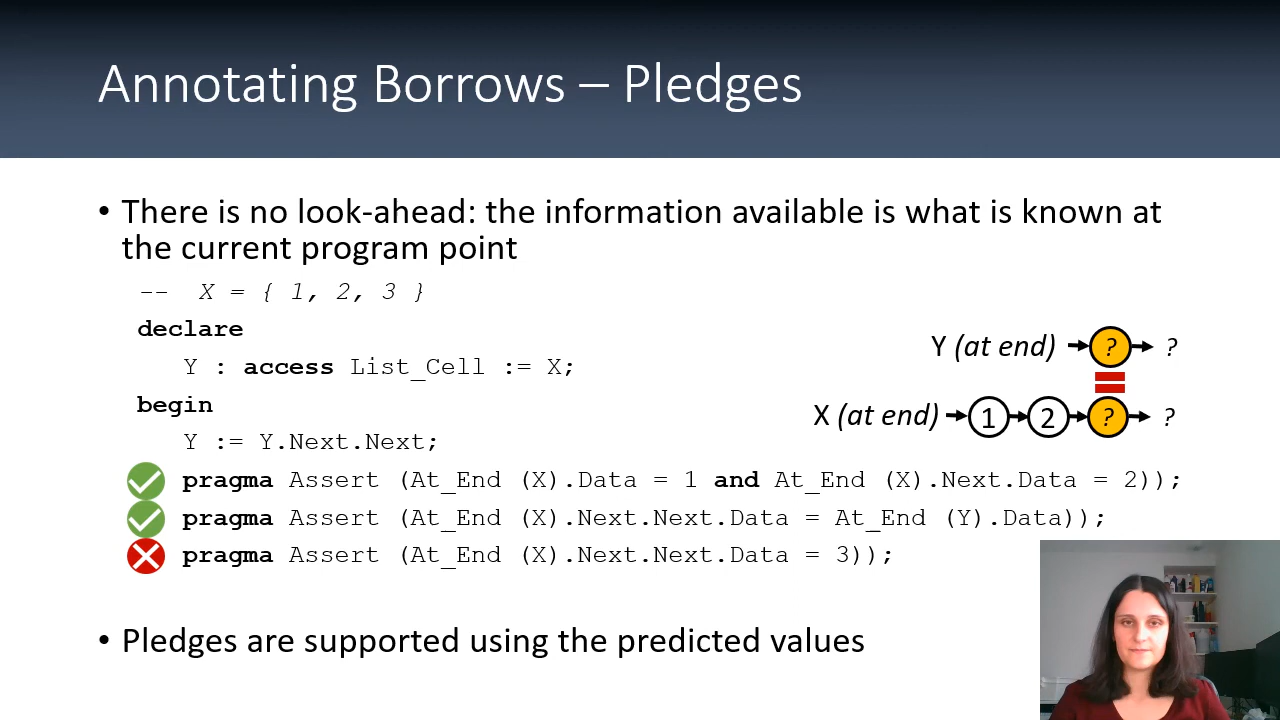 Annotating Borrows – Pledges
• There is no look-ahead: the information available is what is known at
the current program point
-- X = { 1, 2, 3 }
declare
Y : access List_Cell := X;
begin
Y := Y.Next.Next;
Y (at end) ? ?
X (at end) 1 2 ? ?
pragma Assert (At_End (X).Data = 1 and At_End (X).Next.Data = 2));
pragma Assert (At_End (X).Next.Next.Data = At_End (Y).Data));
pragma Assert (At_End (X).Next.Next.Data = 3));
• Pledges are supported using the predicted values